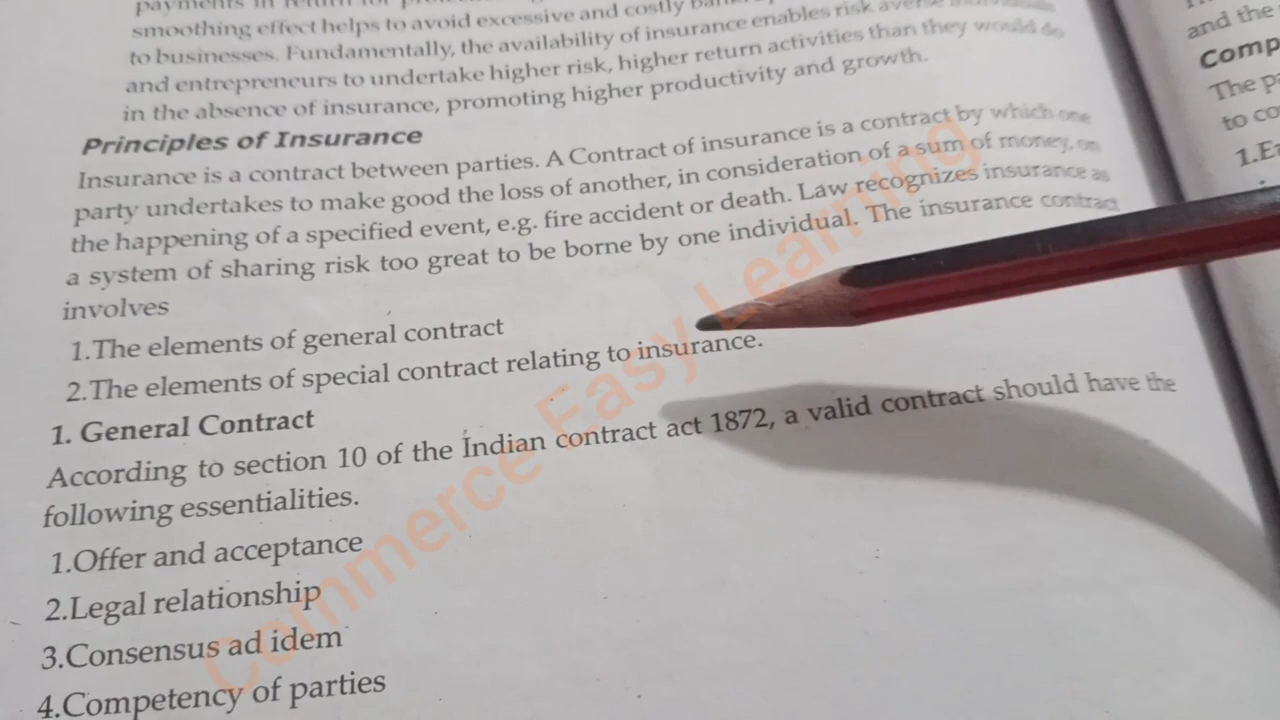 payments in return for
smoothing effect helps to avoid excessive and costly
to businesses. Fundamentally, the availability of insurance enables risk averse individuals
and entrepreneurs to undertake higher risk, higher return activities than they would do
in the absence of insurance, promoting higher productivity and growth.
Principles of Insurance
Insurance is a contract between parties. A Contract of insurance is a contract by which one
party undertakes to make good the loss of another, in consideration of a sum of money, on
the happening of a specified event, e.g. fire accident or death. Law recognizes insurance as
a system of sharing risk too great to be borne by one individual. The insurance contract
involves
1.The elements of general contract
2.The elements of special contract relating to insurance.
1. General Contract
According to section 10 of the Indian contract act 1872, a valid contract should have the
following essentialities.
1.Offer and acceptance
2.Legal relationship
3.Consensus ad idem
4.Competency of parties
Commerce Easy Learning
and the
Comp
The pa
to co
1.Ea